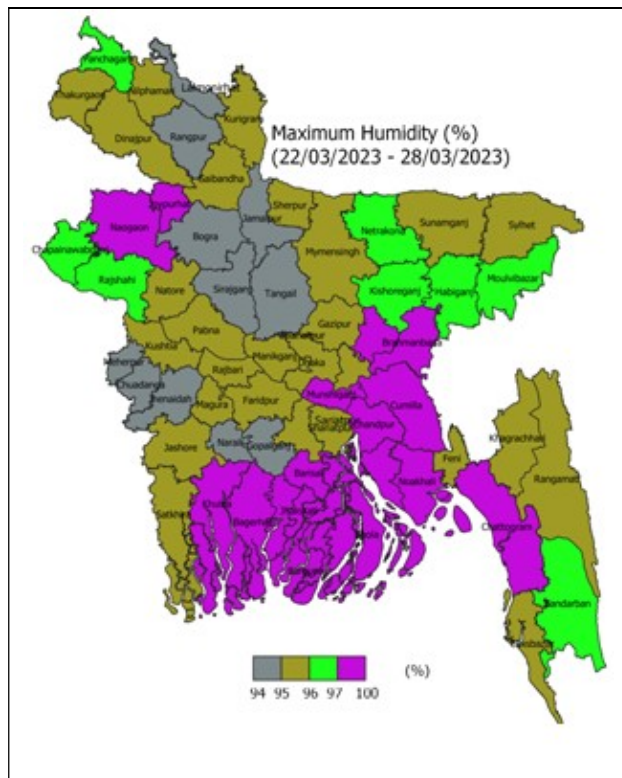 Panchagarh
Lalmonirhat
Thakurgaon
Nilphamari
Kurigram
Rangpur
Dinajpur
Maximum Humidity (%)
(22/03/2023 - 28/03/2023)
Gaibandha
Joypurhat
Sherpur
Naogaon
Jamalpur
Sunamganj
Sylhet
Netrakona
Bogra
Mymensingh
Chapainawabganj
Rajshahi
Kishoreganj
Habiganj
Moulvibazar
Natore
Sirajganj
Tangail
Gazipur
Pabna
Kushtia
Brahmanbaria
Manikganj
Dhaka
Meherpur
Rajbari
Chuadanga
Jhenaidah
Magura
Faridpur
Munshiganj
Cumilla
Chandpur
Khagrachhari
Narail
Gopalganj
Jashore
Feni
Rangamati
Barisal
Noakhali
Satkhira
Khulna
Bagerhat
Chattogram
Bhola
Bandarban
(%)
94 95 96 97 100